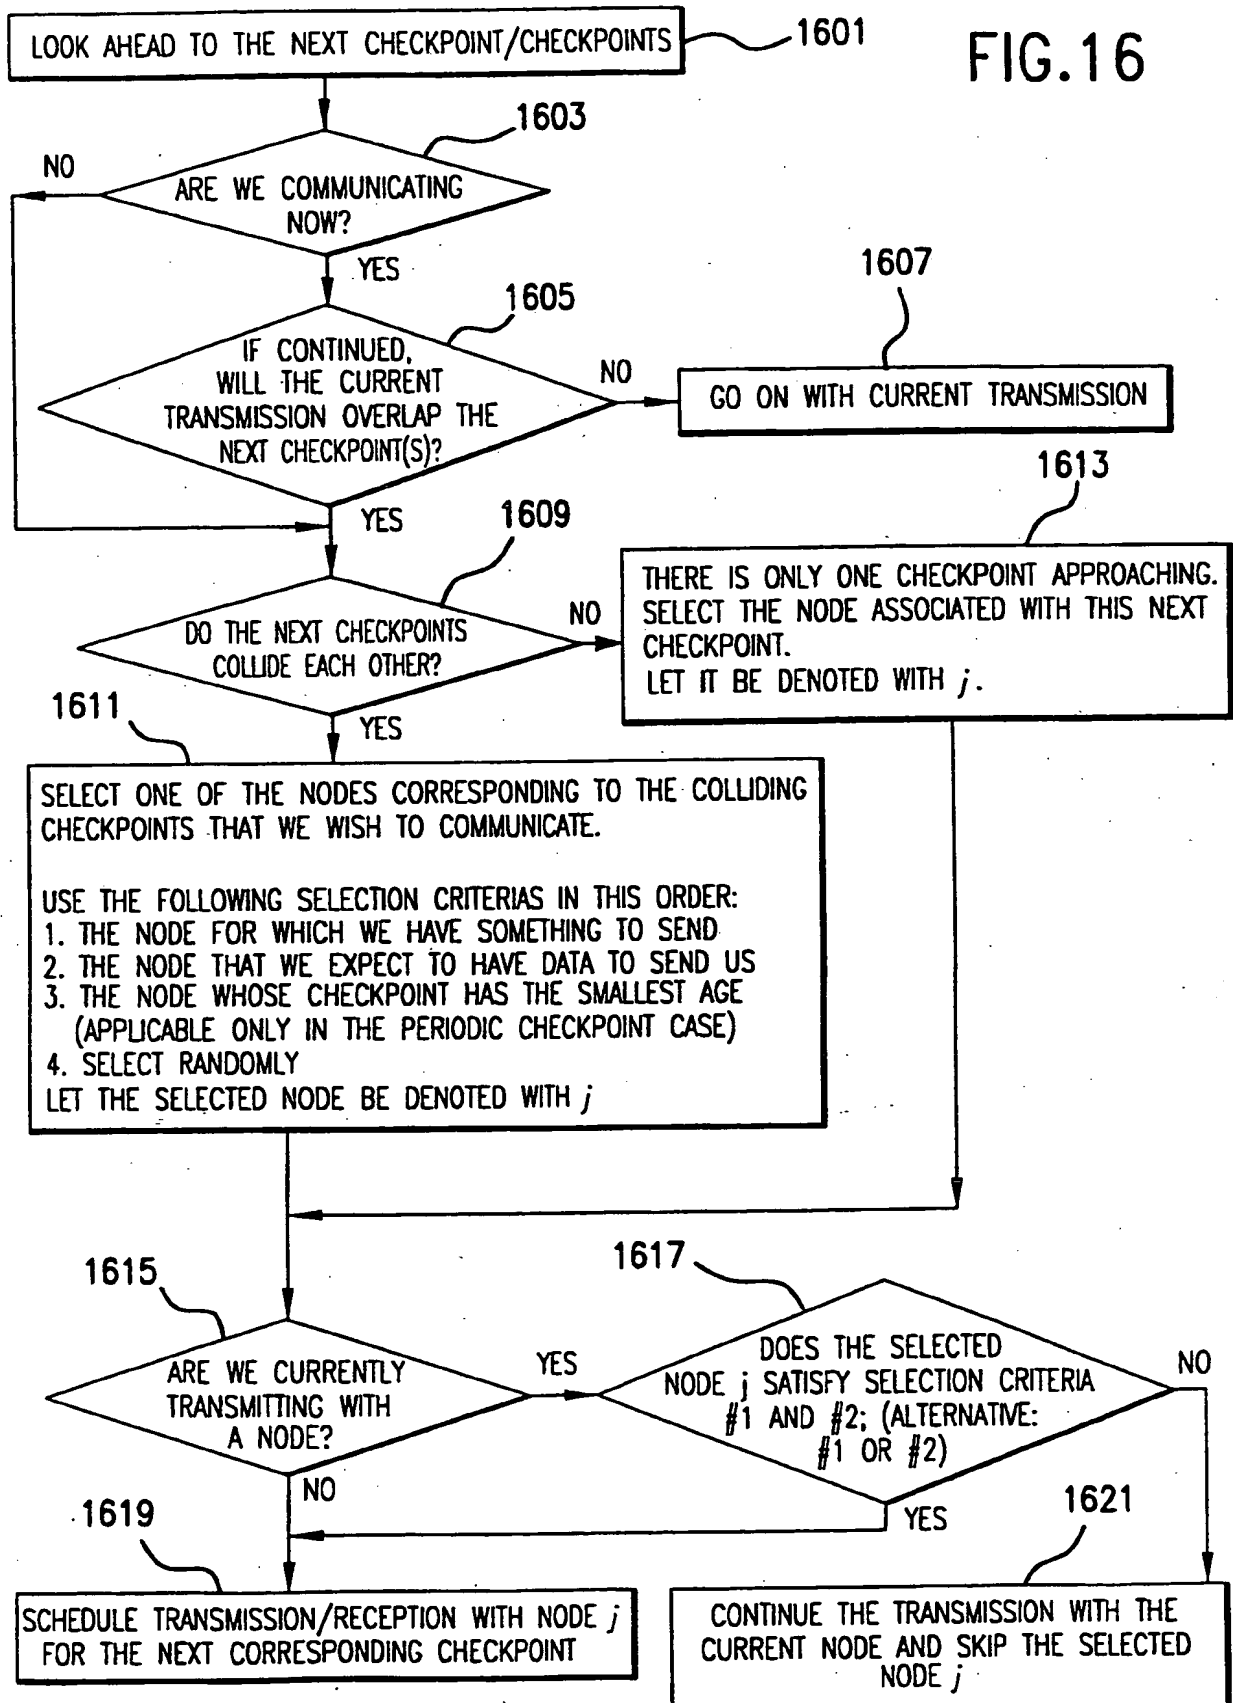 LOOK AHEAD TO THE NEXT CHECKPOINT/CHECKPOINTS
1601
FIG.16
1603
NO
ARE WE COMMUNICATING
NOW?
YES
1605
1607
IF CONTINUED,
WILL THE CURRENT
TRANSMISSION OVERLAP THE
NEXT CHECKPOINT(S)?
NO
GO ON WITH CURRENT TRANSMISSION
YES
1609
1613
DO THE NEXT CHECKPOINTS
COLLIDE EACH OTHER?
NO
THERE IS ONLY ONE CHECKPOINT APPROACHING.
SELECT THE NODE ASSOCIATED WITH THIS NEXT
CHECKPOINT.
LET IT BE DENOTED WITH j.
1611
YES
SELECT ONE OF THE NODES CORRESPONDING TO THE COLLIDING
CHECKPOINTS THAT WE WISH TO COMMUNICATE.
USE THE FOLLOWING SELECTION CRITERIAS IN THIS ORDER:
1. THE NODE FOR WHICH WE HAVE SOMETHING TO SEND
2. THE NODE THAT WE EXPECT TO HAVE DATA TO SEND US
3. THE NODE WHOSE CHECKPOINT HAS THE SMALLEST AGE
(APPLICABLE ONLY IN THE PERIODIC CHECKPOINT CASE)
4. SELECT RANDOMLY
LET THE SELECTED NODE BE DENOTED WITH j
1615
1617
ARE WE CURRENTLY
TRANSMITTING WITH
A NODE?
YES
DOES THE SELECTED
NODE j SATISFY SELECTION CRITERIA
#1 AND #2; (ALTERNATIVE:
#1 OR #2)
NO
NO
YES
1619
1621
SCHEDULE TRANSMISSION/RECEPTION WITH NODE j
FOR THE NEXT CORRESPONDING CHECKPOINT
CONTINUE THE TRANSMISSION WITH THE
CURRENT NODE AND SKIP THE SELECTED
NODE j